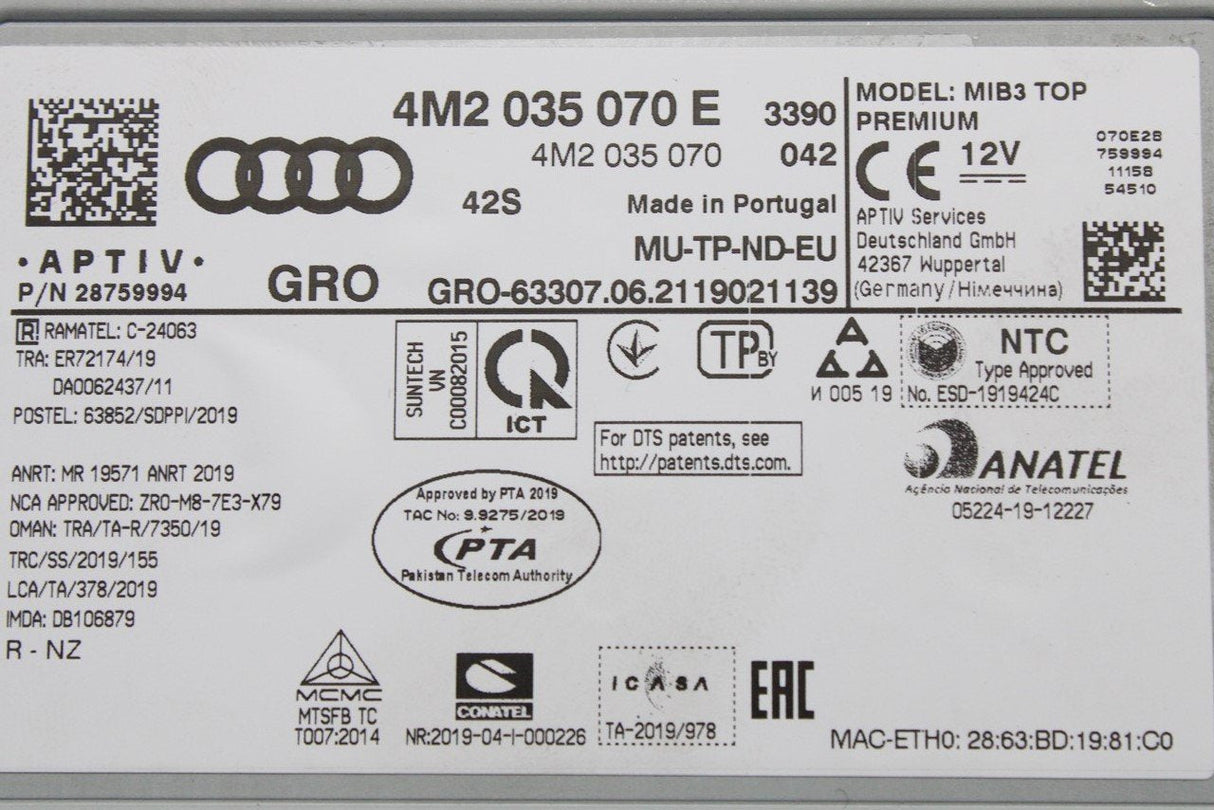 4M2 035 070 E 3390
4M2 035 070 042
42S Made in Portugal
MU-TP-ND-EU
GRO GRO-63307.06.2119021139
·APTIV·
P/N 28759994
MODEL: MIB3 TOP
PREMIUM
CE 12V
070E28
759994
11158
54510
APTIV Services
Deutschland GmbH
42367 Wuppertal
(Germany/Німеччина)
R RAMATEL: C-24063
TRA: ER72174/19
DA0062437/11
POSTEL: 63852/SDPPI/2019
ANRT: MR 19571 ANRT 2019
NCA APPROVED: ZRO-M8-7E3-X79
OMAN: TRA/TA-R/7350/19
TRC/SS/2019/155
LCA/TA/378/2019
IMDA: DB106879
R - NZ
SUNTECH
VN
C00082015
ICT
TP BY
И 005 19
NTC
Type Approved
No. ESD-1919424C
For DTS patents, see
http://patents.dts.com.
ANATEL
Agência Nacional de Telecomunicações
05224-19-12227
Approved by PTA 2019
TAC No: 9.9275/2019
PTA
Pakistan Telecom Authority
MCMC
MTSFB TC
T007:2014
CONATEL
NR:2019-04-I-000226
ICASA
TA-2019/978
EAC
MAC-ETH0: 28:63:BD:19:81:C0